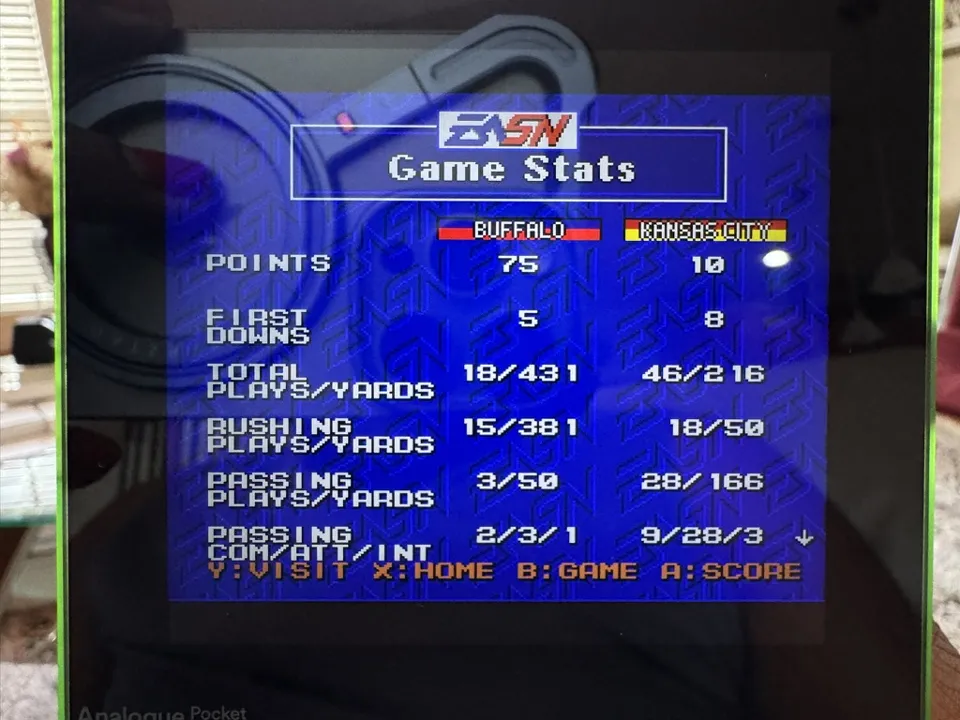 EASN
Game Stats
BUFFALO KANSAS CITY
POINTS 75 10
FIRST DOWNS 5 8
TOTAL PLAYS/YARDS 18/431 46/216
RUSHING PLAYS/YARDS 15/381 18/50
PASSING PLAYS/YARDS 3/50 28/166
PASSING COM/ATT/INT 2/3/1 9/28/3 ↓
Y:VISIT X:HOME B:GAME A:SCORE
Analogue Pocket